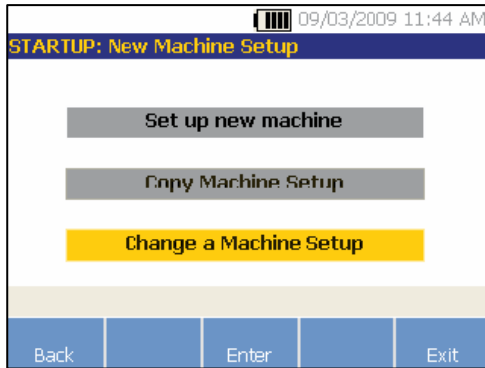 09/03/2009 11:44 AM
STARTUP: New Machine Setup
Set up new machine
Copy Machine Setup
Change a Machine Setup
Back Enter Exit